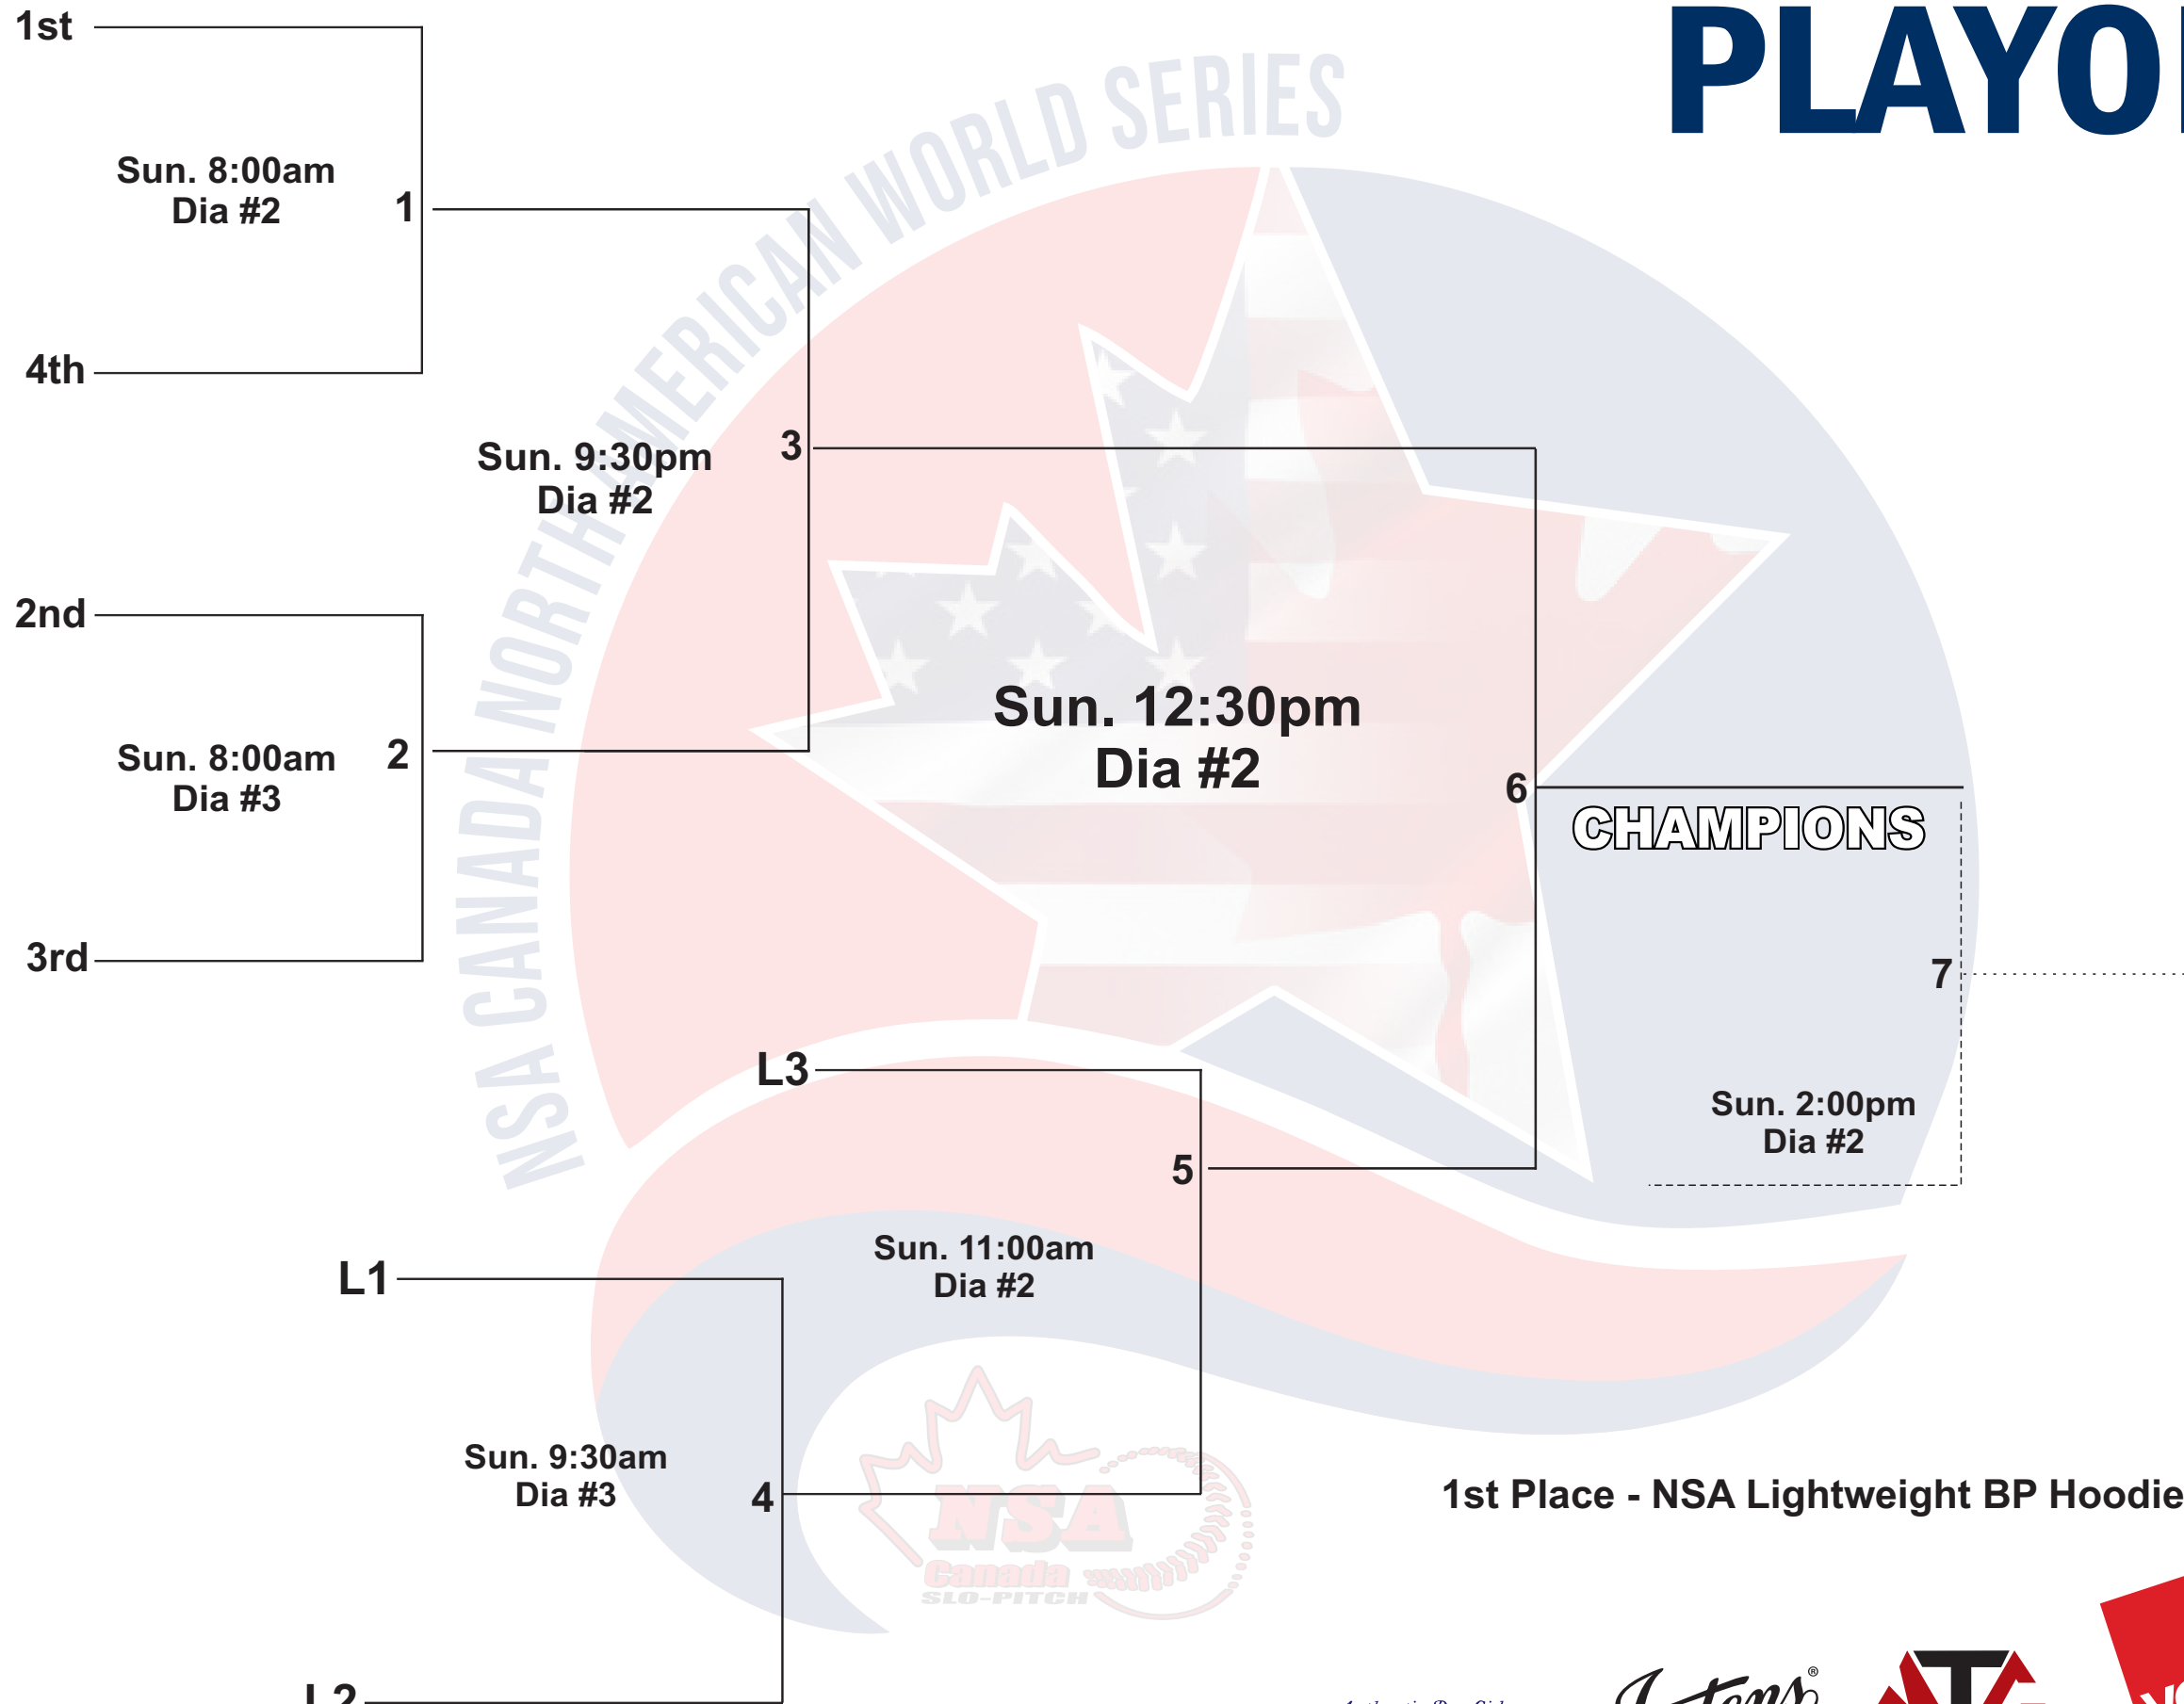 1st
PLAYO
NSA CANADA NORTH AMERICAN WORLD SERIES
Sun. 8:00am
Dia #2
1
4th
Sun. 9:30pm
Dia #2
3
2nd
Sun. 12:30pm
Dia #2
Sun. 8:00am
Dia #3
2
6
CHAMPIONS
3rd
7
L3
Sun. 2:00pm
Dia #2
5
Sun. 11:00am
Dia #2
L1
Sun. 9:30am
Dia #3
4
1st Place - NSA Lightweight BP Hoodie
NSA
Canada
SLO-PITCH
L2